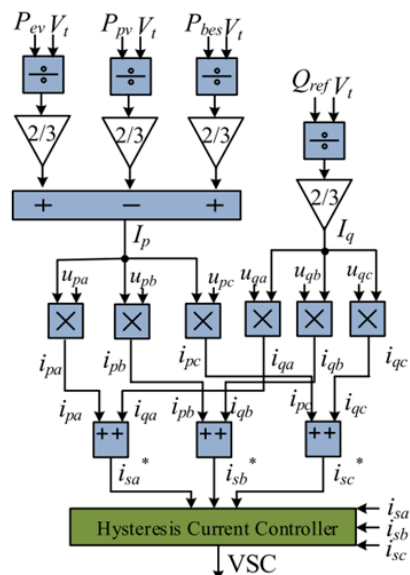 P_ev V_t P_pv V_t P_bes V_t
Q_ref V_t
÷ ÷ ÷
÷
2/3 2/3 2/3
2/3
+ − +
I_p I_q
u_pa u_pb u_pc u_qa u_qb u_qc
× × × × × ×
i_pa i_pb i_pc i_qa i_qb i_qc
i_pa i_qa i_pb i_qb i_pc i_qc
++ ++ ++
i_sa* i_sb* i_sc*
Hysteresis Current Controller
i_sa
i_sb
i_sc
VSC